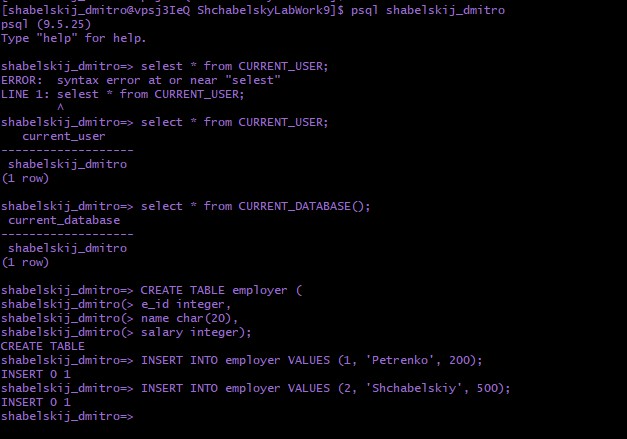 [shabelskij_dmitro@vpsj3IeQ ShchabelskyLabWork9]$ psql shabelskij_dmitro
psql (9.5.25)
Type "help" for help.

shabelskij_dmitro=> selest * from CURRENT_USER;
ERROR:  syntax error at or near "selest"
LINE 1: selest * from CURRENT_USER;
        ^
shabelskij_dmitro=> select * from CURRENT_USER;
   current_user
-------------------
 shabelskij_dmitro
(1 row)

shabelskij_dmitro=> select * from CURRENT_DATABASE();
 current_database
-------------------
 shabelskij_dmitro
(1 row)

shabelskij_dmitro=> CREATE TABLE employer (
shabelskij_dmitro(> e_id integer,
shabelskij_dmitro(> name char(20),
shabelskij_dmitro(> salary integer);
CREATE TABLE
shabelskij_dmitro=> INSERT INTO employer VALUES (1, 'Petrenko', 200);
INSERT 0 1
shabelskij_dmitro=> INSERT INTO employer VALUES (2, 'Shchabelskiy', 500);
INSERT 0 1
shabelskij_dmitro=>